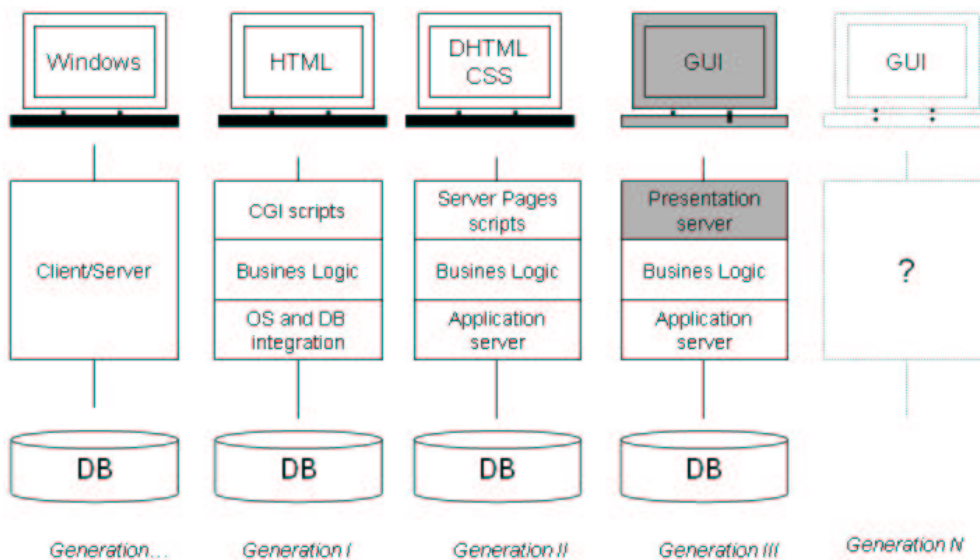 Windows
HTML
DHTML
CSS
GUI
GUI
Client/Server
CGI scripts
Busines Logic
OS and DB
integration
Server Pages
scripts
Busines Logic
Application
server
Presentation
server
Busines Logic
Application
server
?
DB
DB
DB
DB
Generation...
Generation I
Generation II
Generation III
Generation N